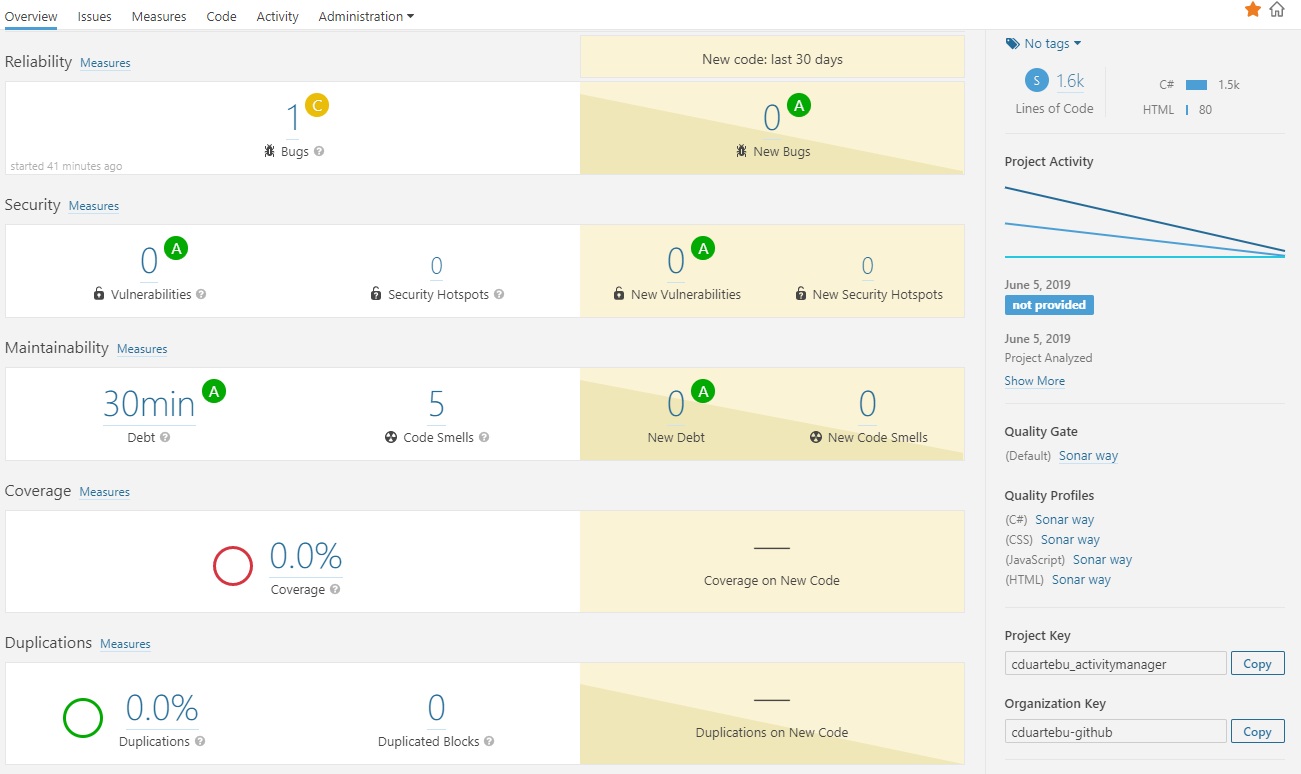 Overview Issues Measures Code Activity Administration
Reliability Measures
New code: last 30 days
1 C
Bugs
started 41 minutes ago
0 A
New Bugs
Security Measures
0 A
Vulnerabilities
0
Security Hotspots
0 A
New Vulnerabilities
0
New Security Hotspots
Maintainability Measures
30min A
Debt
5
Code Smells
0 A
New Debt
0
New Code Smells
Coverage Measures
0.0%
Coverage
Coverage on New Code
Duplications Measures
0.0%
Duplications
0
Duplicated Blocks
Duplications on New Code
No tags
S 1.6k
Lines of Code
C# 1.5k
HTML 80
Project Activity
June 5, 2019
not provided
June 5, 2019
Project Analyzed
Show More
Quality Gate
(Default) Sonar way
Quality Profiles
(C#) Sonar way
(CSS) Sonar way
(JavaScript) Sonar way
(HTML) Sonar way
Project Key
cduartebu_activitymanager Copy
Organization Key
cduartebu-github Copy